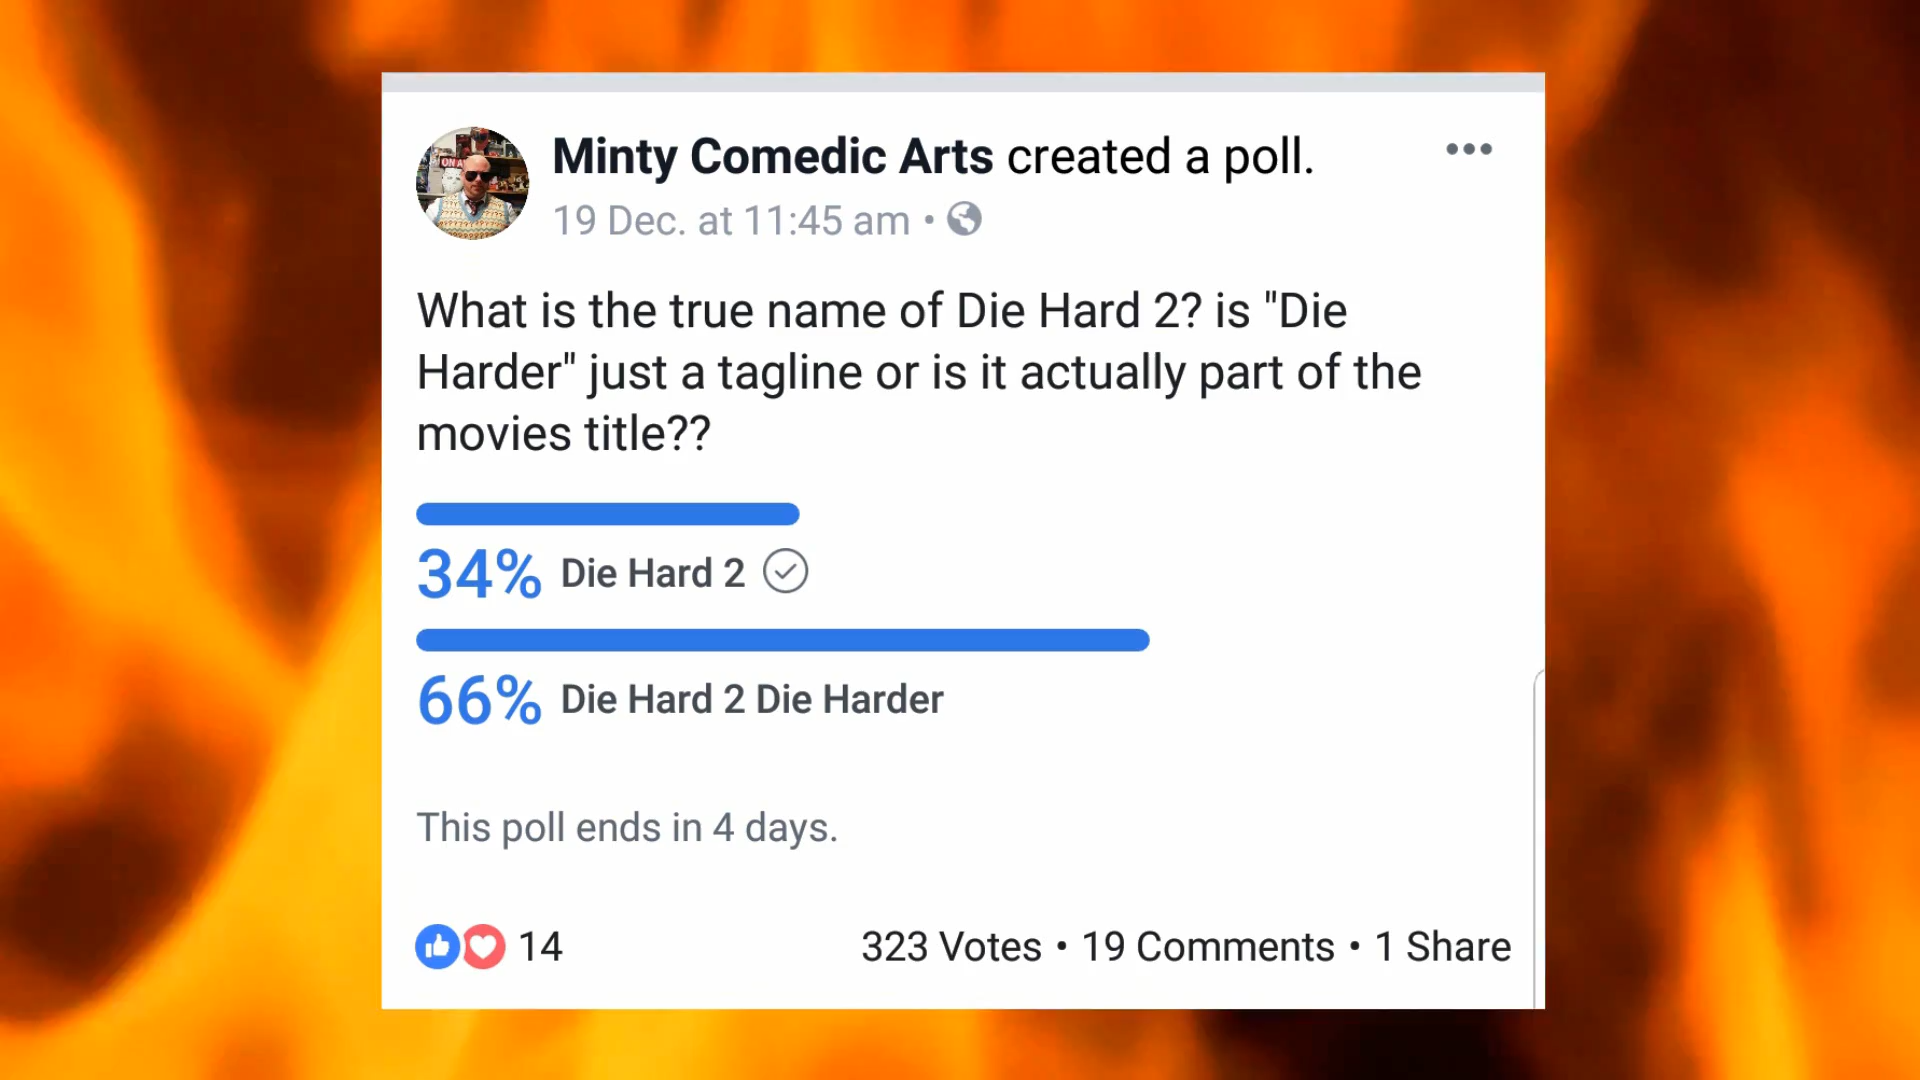 Minty Comedic Arts created a poll.
19 Dec. at 11:45 am •
What is the true name of Die Hard 2? is "Die
Harder" just a tagline or is it actually part of the
movies title??
34% Die Hard 2
66% Die Hard 2 Die Harder
This poll ends in 4 days.
14
323 Votes • 19 Comments • 1 Share
ON A